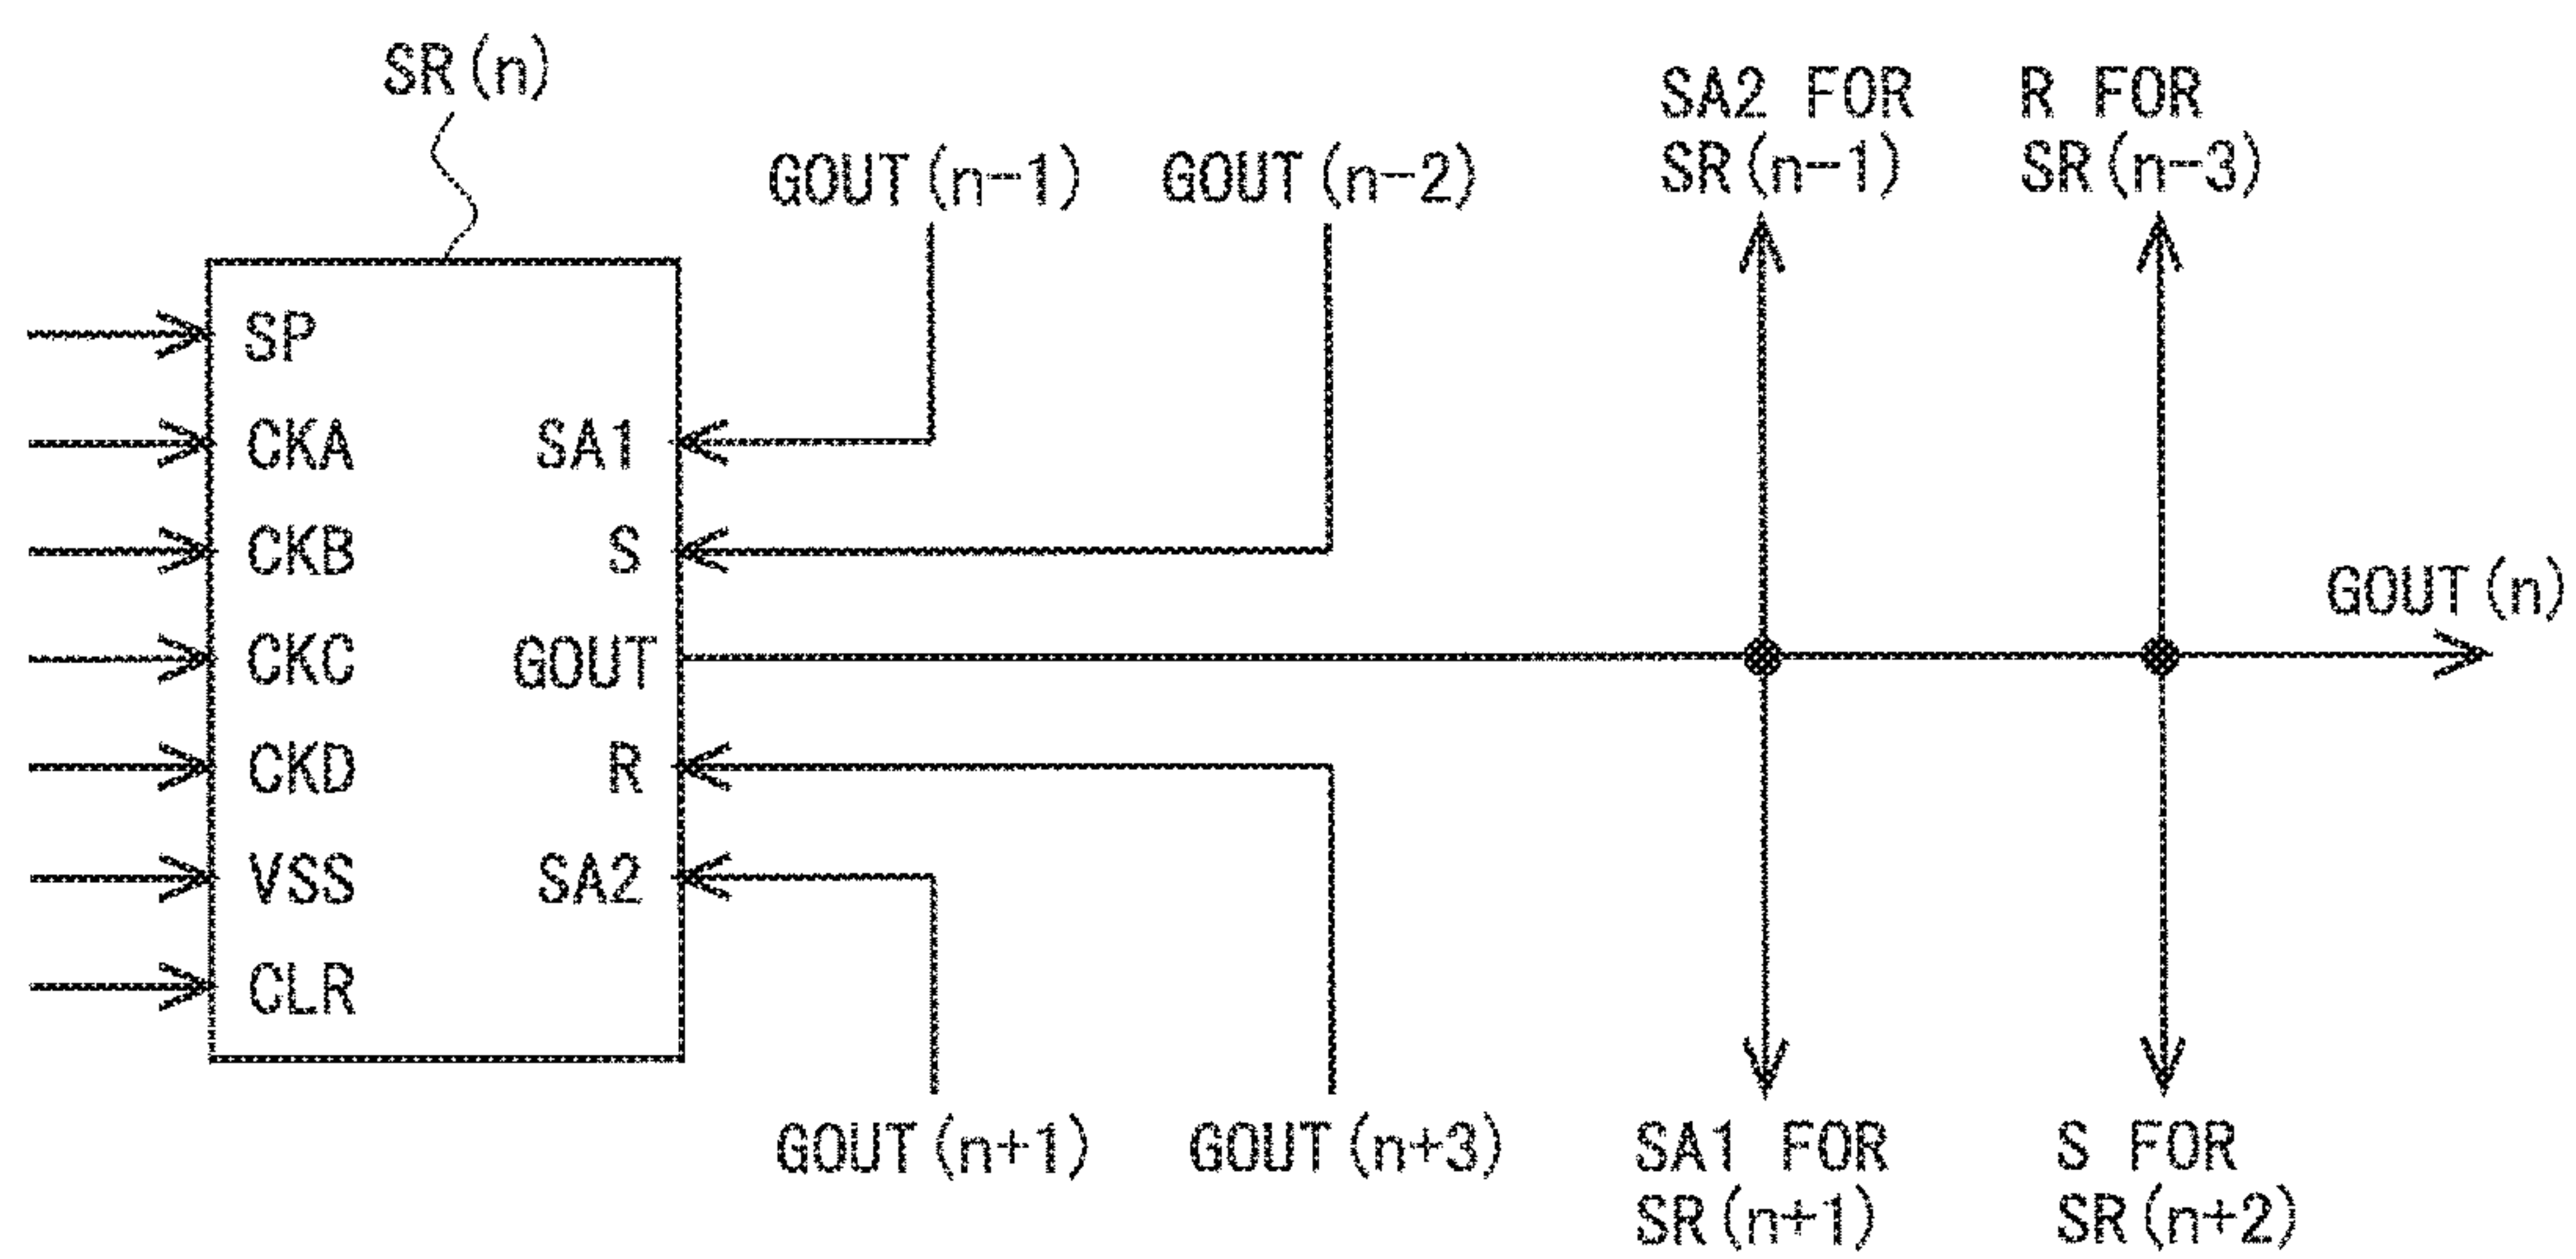 SR(n)
SA2 FOR
SR(n-1)
R FOR
SR(n-3)
GOUT(n-1)
GOUT(n-2)
SP
CKA
SA1
CKB
S
CKC
GOUT
GOUT(n)
CKD
R
VSS
SA2
CLR
GOUT(n+1)
GOUT(n+3)
SA1 FOR
SR(n+1)
S FOR
SR(n+2)